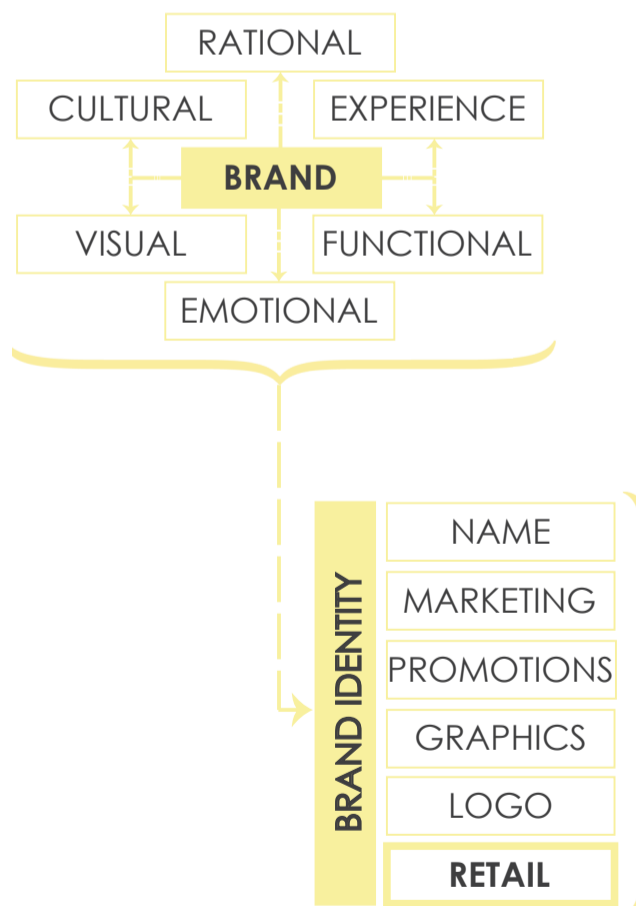 RATIONAL
CULTURAL
EXPERIENCE
BRAND
VISUAL
FUNCTIONAL
EMOTIONAL
BRAND IDENTITY
NAME
MARKETING
PROMOTIONS
GRAPHICS
LOGO
RETAIL